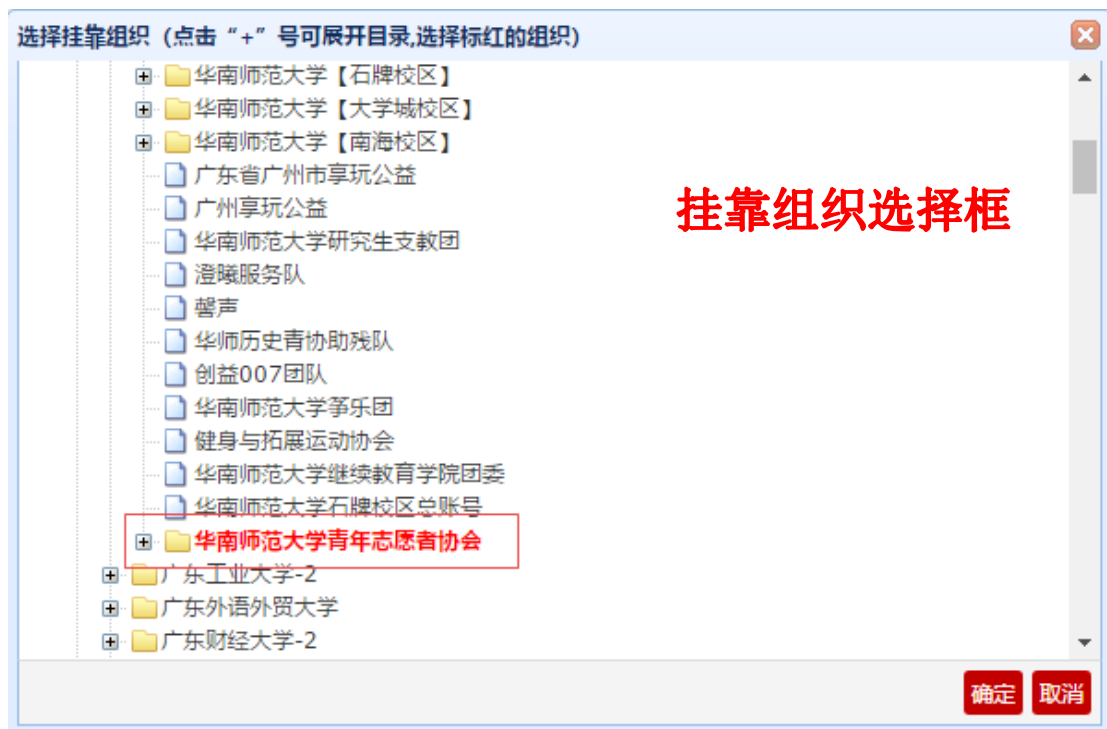 选择挂靠组织（点击“+”号可展开目录,选择标红的组织）
华南师范大学【石牌校区】
华南师范大学【大学城校区】
华南师范大学【南海校区】
广东省广州市享玩公益
广州享玩公益
挂靠组织选择框
华南师范大学研究生支教团
澄曦服务队
馨声
华师历史青协助残队
创益007团队
华南师范大学筝乐团
健身与拓展运动协会
华南师范大学继续教育学院团委
华南师范大学石牌校区总账号
华南师范大学青年志愿者协会
广东工业大学-2
广东外语外贸大学
广东财经大学-2
确定 取消